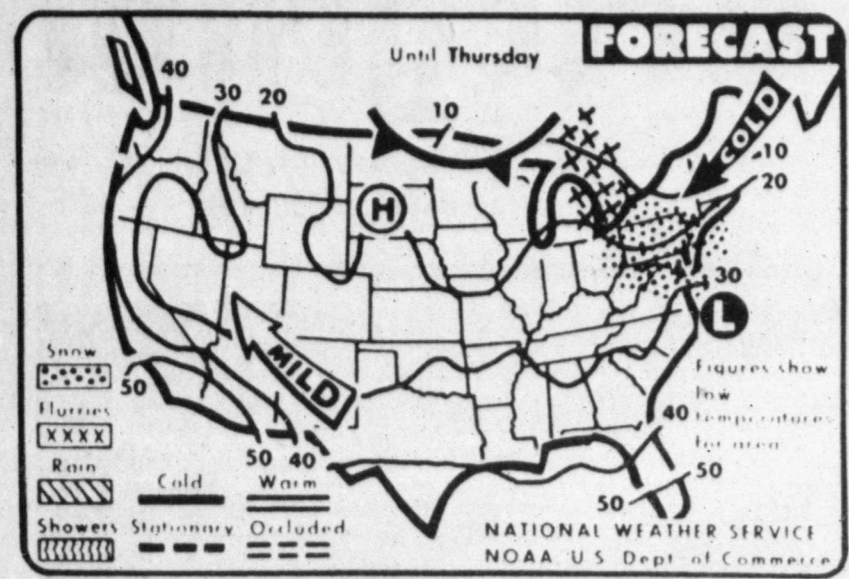 FORECAST
Until Thursday
40
30
20
10
COLD
-10
20
H
30
L
MILD
Snow
50
Figures show
low
temperatures
for area.
Flurries
XXXX
40
Rain
50 40
50
50
Cold Warm
Showers Stationary Occluded
NATIONAL WEATHER SERVICE
NOAA U S Dept of Commerce